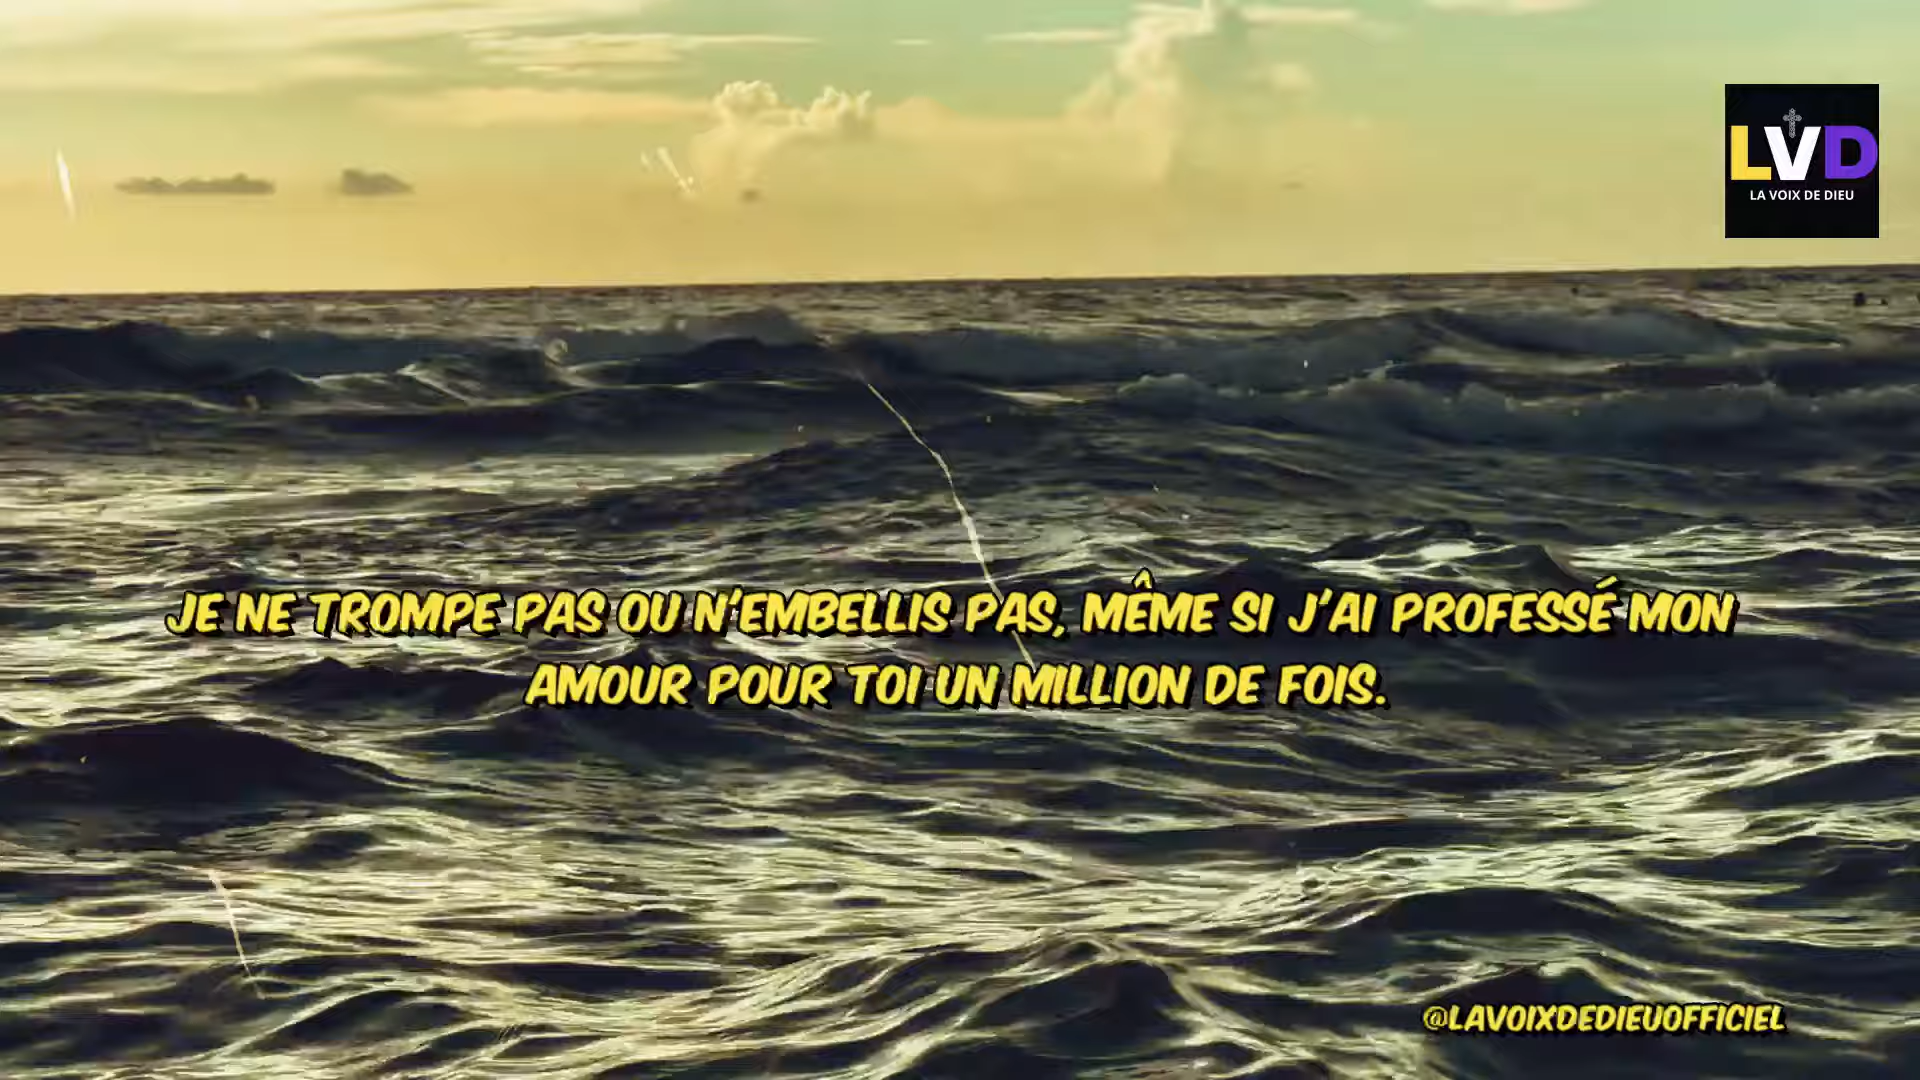 LVD
LA VOIX DE DIEU
JE NE TROMPE PAS OU N'EMBELLIS PAS, MÊME SI J'AI PROFESSÉ MON
AMOUR POUR TOI UN MILLION DE FOIS.
@LAVOIXDEDIEUOFFICIEL